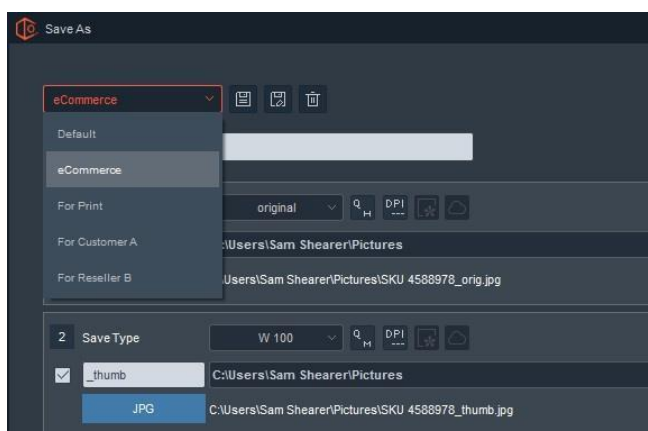 Save As
eCommerce
Default
eCommerce
For Print
original Q H DPI ---
For Customer A :\Users\Sam Shearer\Pictures
For Reseller B \Users\Sam Shearer\Pictures\SKU 4588978_orig.jpg
2 Save Type W 100 Q M DPI ---
_thumb C:\Users\Sam Shearer\Pictures
JPG C:\Users\Sam Shearer\Pictures\SKU 4588978_thumb.jpg